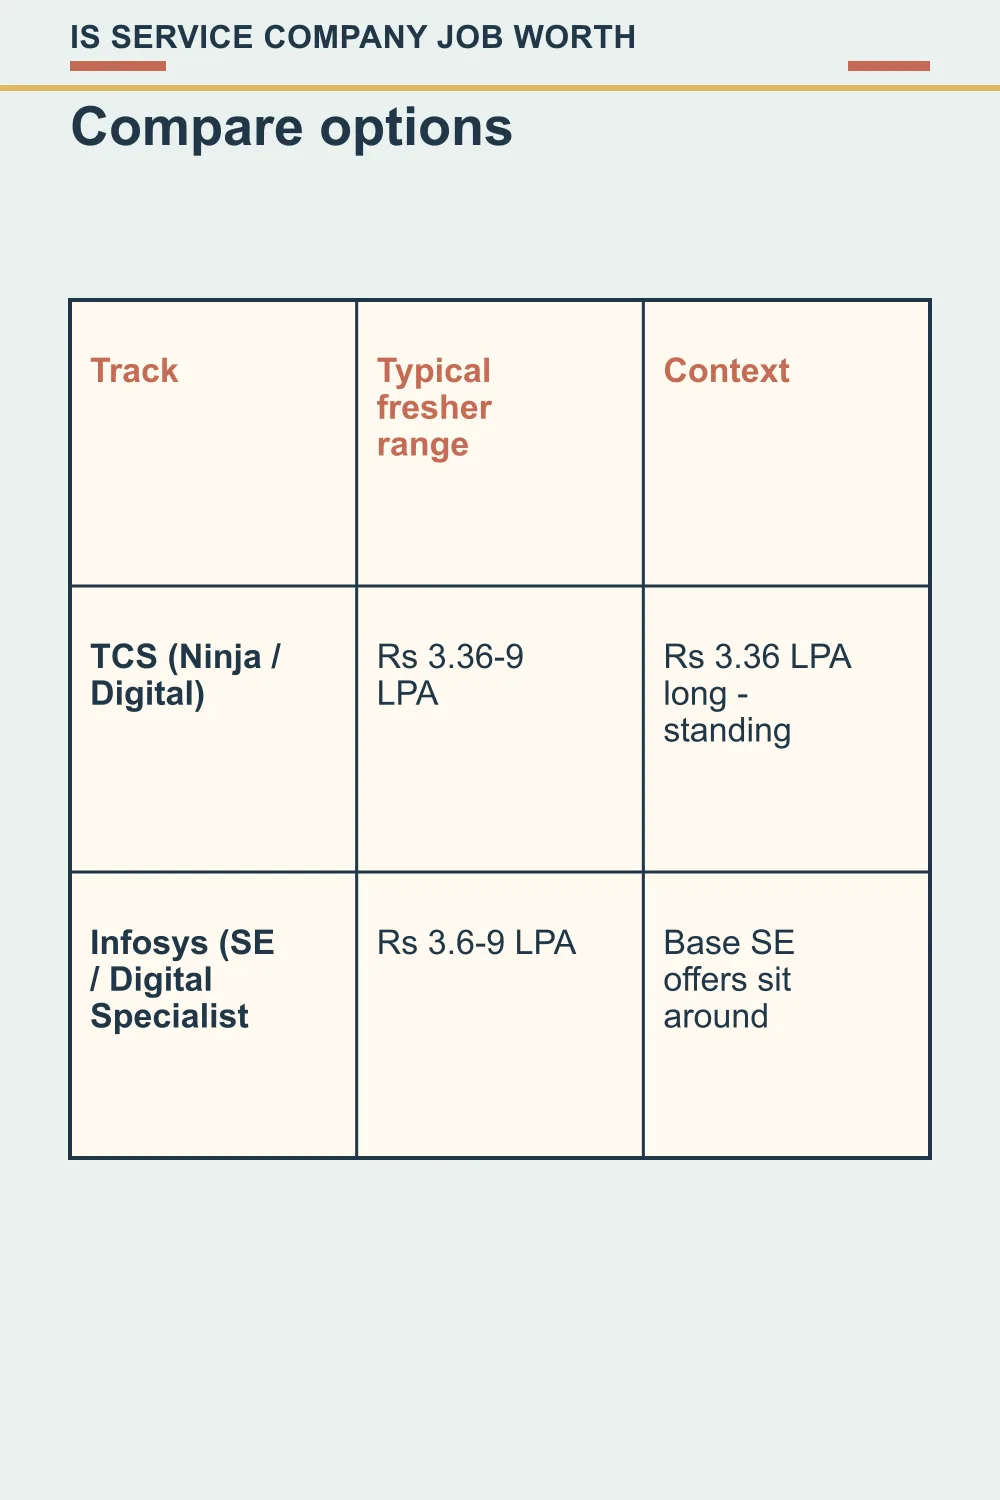 IS SERVICE COMPANY JOB WORTH
Compare options
Track
Typical
fresher
range
Context
TCS (Ninja /
Digital)
Rs 3.36-9
LPA
Rs 3.36 LPA
long -
standing
Infosys (SE
/ Digital
Specialist
Rs 3.6-9 LPA
Base SE
offers sit
around